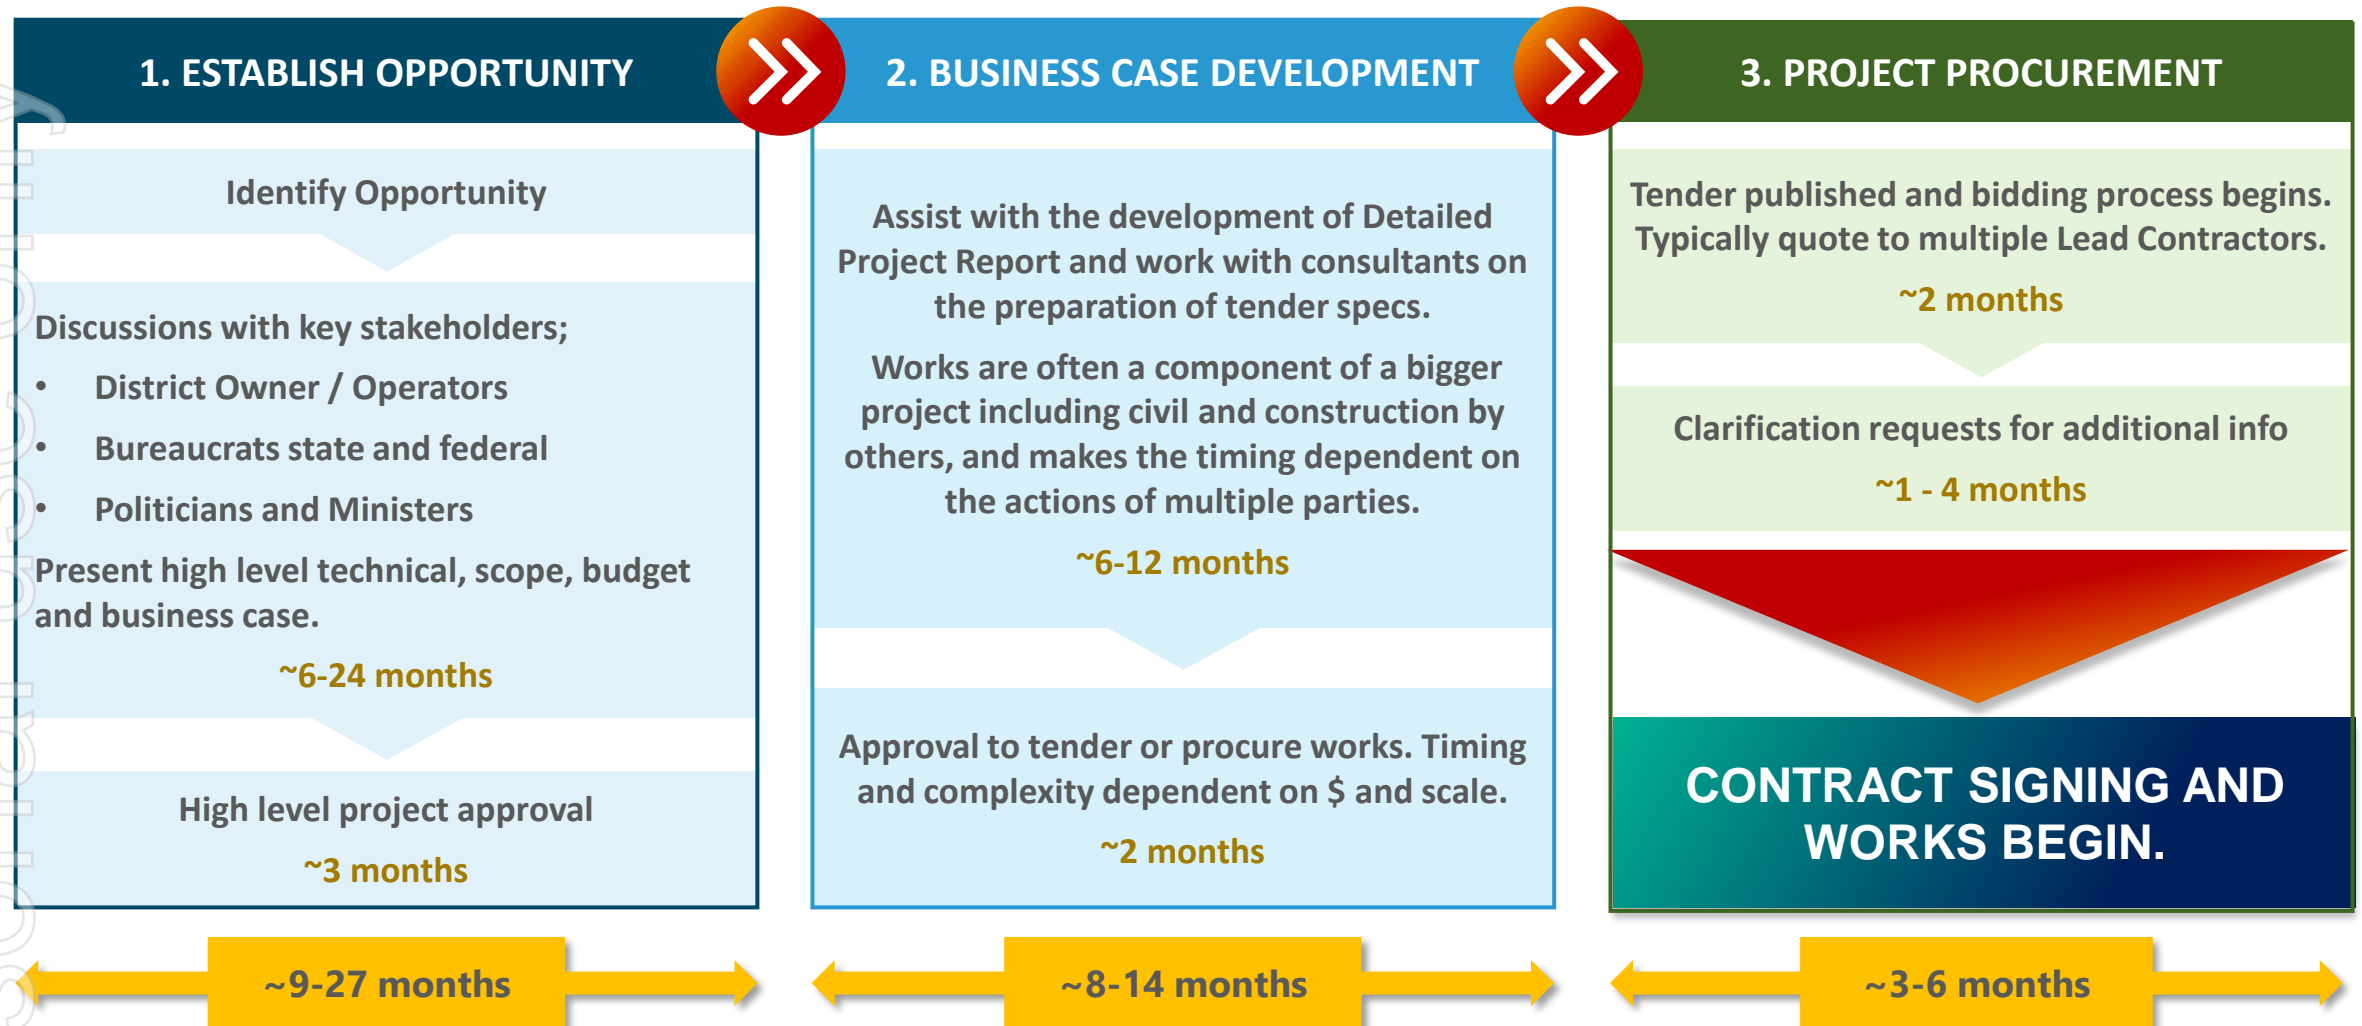 1. ESTABLISH OPPORTUNITY
Identify Opportunity
Discussions with key stakeholders;
• District Owner / Operators
• Bureaucrats state and federal
• Politicians and Ministers
Present high level technical, scope, budget
and business case.
~6-24 months
High level project approval
~3 months
~9-27 months
2. BUSINESS CASE DEVELOPMENT
Assist with the development of Detailed
Project Report and work with consultants on
the preparation of tender specs.
Works are often a component of a bigger
project including civil and construction by
others, and makes the timing dependent on
the actions of multiple parties.
~6-12 months
Approval to tender or procure works. Timing
and complexity dependent on $ and scale.
~2 months
~8-14 months
3. PROJECT PROCUREMENT
Tender published and bidding process begins.
Typically quote to multiple Lead Contractors.
~2 months
Clarification requests for additional info
~1 - 4 months
CONTRACT SIGNING AND
WORKS BEGIN.
~3-6 months